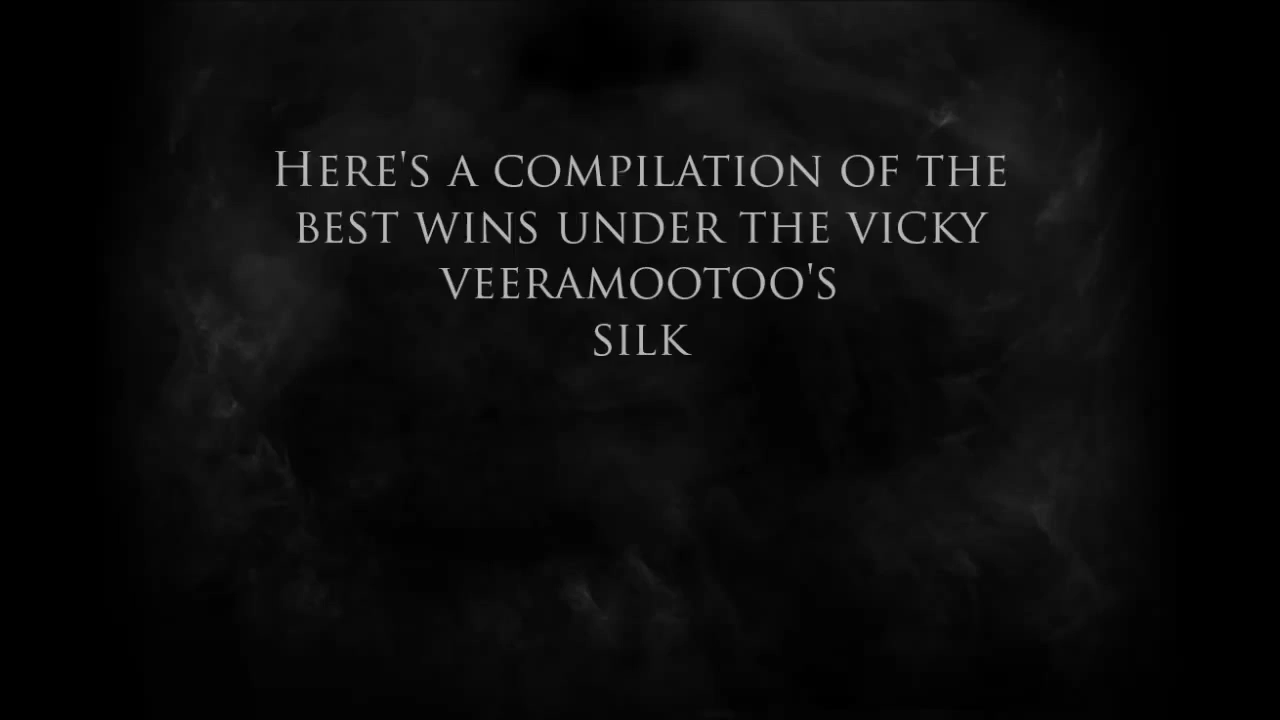 Here's a compilation of the
best wins under the vicky
veeramootoo's
silk